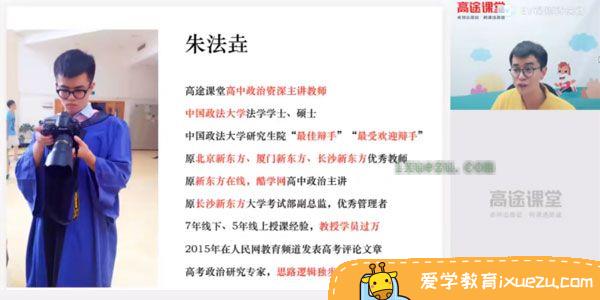 朱法垚
高途课堂高中政治资深主讲教师
中国政法大学法学学士、硕士
中国政法大学研究生院“最佳辩手”“最受欢迎辩手”
原北京新东方、厦门新东方、长沙新东方优秀教师
原新东方在线，酷学网高中政治主讲
原长沙新东方大学考试部副总监，优秀管理者
7年线下、5年线上授课经验，教授学员过万
2015年在人民网教育频道发表高考评论文章
高考政治研究专家，思路逻辑独
高途课堂
ixuezu.com
高途课堂
爱学教育ixuezu.com